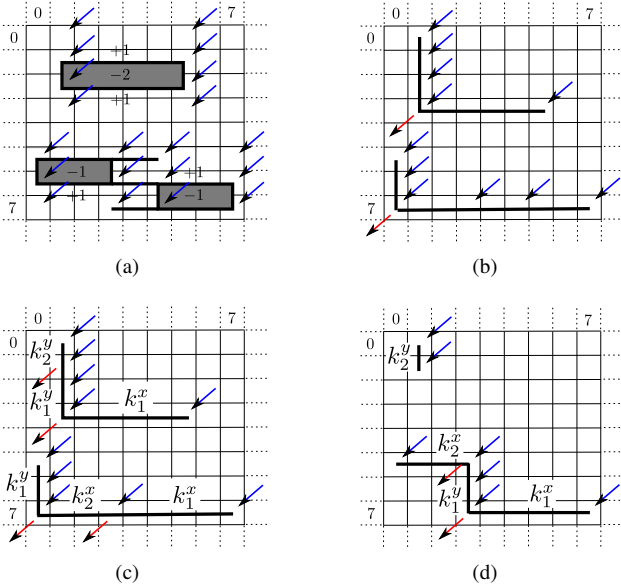 0 7
0
+1
−2
+1
−1 +1
+1 −1
7
(a)
0 7
0
7
(b)
0 7
0
k_2^y
k_1^y k_1^x
k_1^y k_2^x k_1^x
7
(c)
0 7
0
k_2^y
k_2^x
k_1^y k_1^x
7
(d)